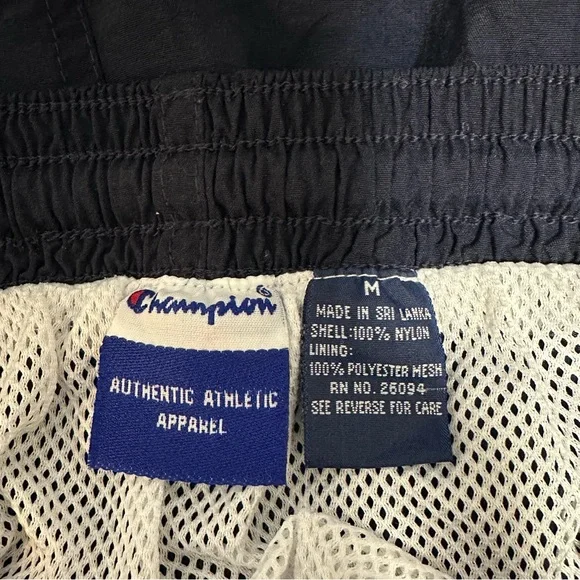 Champion
AUTHENTIC ATHLETIC
APPAREL
M
MADE IN SRI LANKA
SHELL:100% NYLON
LINING:
100% POLYESTER MESH
RN NO. 26094
SEE REVERSE FOR CARE